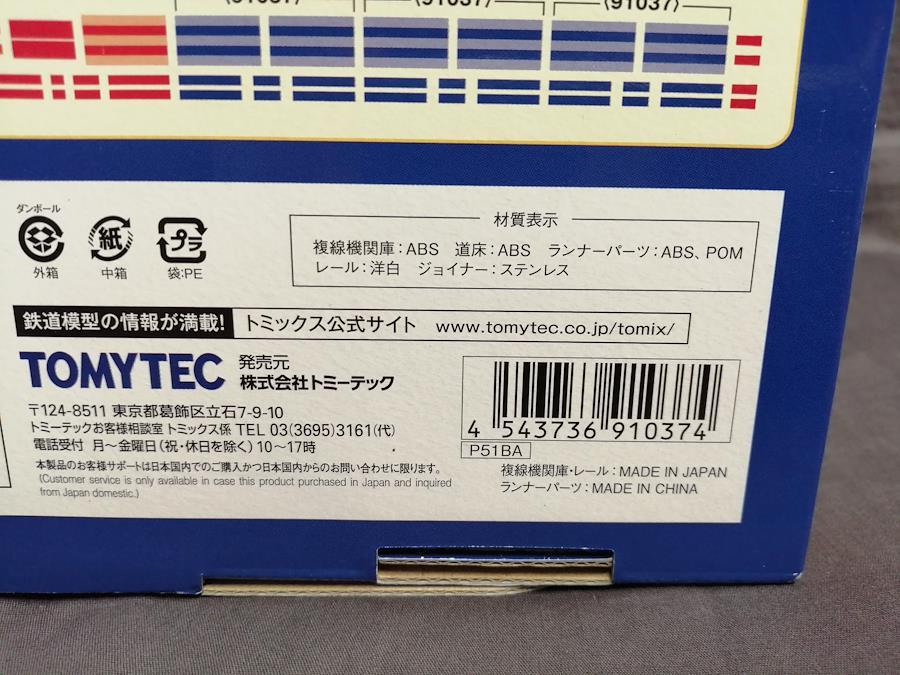 〈91037〉 〈91037〉 〈91037〉
ダンボール
外箱
紙
中箱
プラ
袋:PE
材質表示
複線機関庫:ABS 道床:ABS ランナーパーツ:ABS、POM
レール:洋白 ジョイナー:ステンレス
鉄道模型の情報が満載! トミックス公式サイト www.tomytec.co.jp/tomix/
TOMYTEC 発売元
株式会社トミーテック
〒124-8511 東京都葛飾区立石7-9-10
トミーテックお客様相談室 トミックス係 TEL 03(3695)3161(代)
電話受付 月~金曜日(祝・休日を除く)10~17時
本製品のお客様サポートは日本国内でのご購入かつ日本国内からのお問い合わせに限ります。
(Customer service is only available in case this product purchased in Japan and inquired
from Japan domestic.)
4 543736 910374
P51BA
複線機関庫・レール:MADE IN JAPAN
ランナーパーツ:MADE IN CHINA